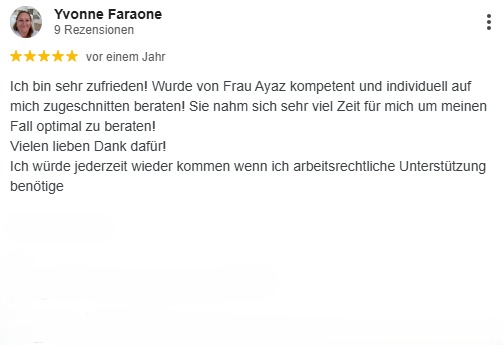 Yvonne Faraone
9 Rezensionen
vor einem Jahr
Ich bin sehr zufrieden! Wurde von Frau Ayaz kompetent und individuell auf
mich zugeschnitten beraten! Sie nahm sich sehr viel Zeit für mich um meinen
Fall optimal zu beraten!
Vielen lieben Dank dafür!
Ich würde jederzeit wieder kommen wenn ich arbeitsrechtliche Unterstützung
benötige